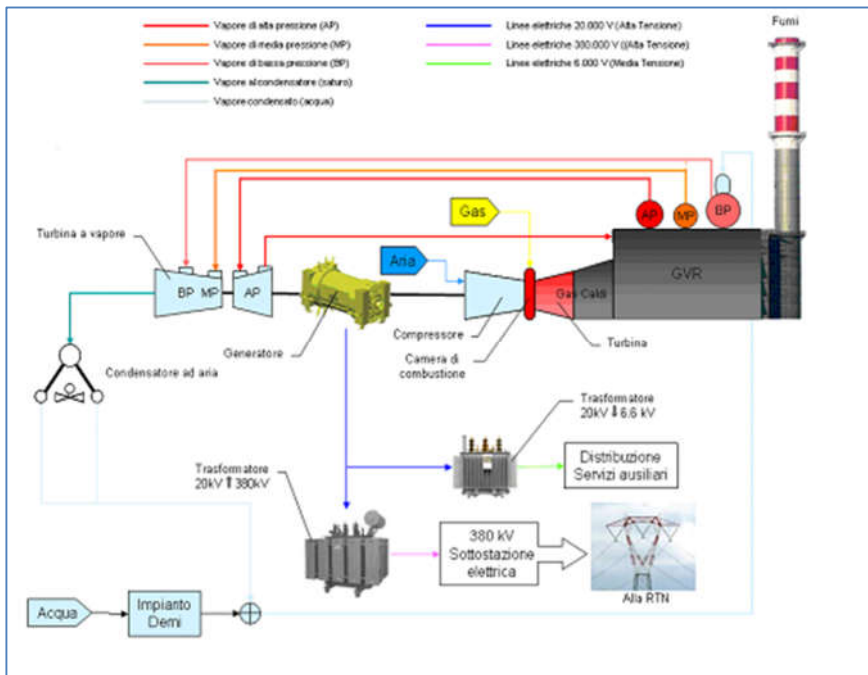 Fumi
Vapore di alta pressione (AP)
Vapore di media pressione (MP)
Vapore di bassa pressione (BP)
Vapore al condensatore (saturo)
Vapore condensato (acqua)
Linee elettriche 20.000 V (Alta Tensione)
Linee elettriche 380.000 V ((Alta Tensione)
Linee elettriche 6.000 V (Media Tensione)
AP
MP
BP
Gas
Aria
Turbina a vapore
BP
MP
AP
Gas Caldi
GVR
Generatore
Compressore
Camera di
combustione
Turbina
Condensatore ad aria
Trasformatore
20kV ⬇ 6.6 kV
Distribuzione
Servizi ausiliari
Trasformatore
20kV ⬆ 380kV
380 kV
Sottostazione
elettrica
Alla RTN
Acqua
Impianto
Demi